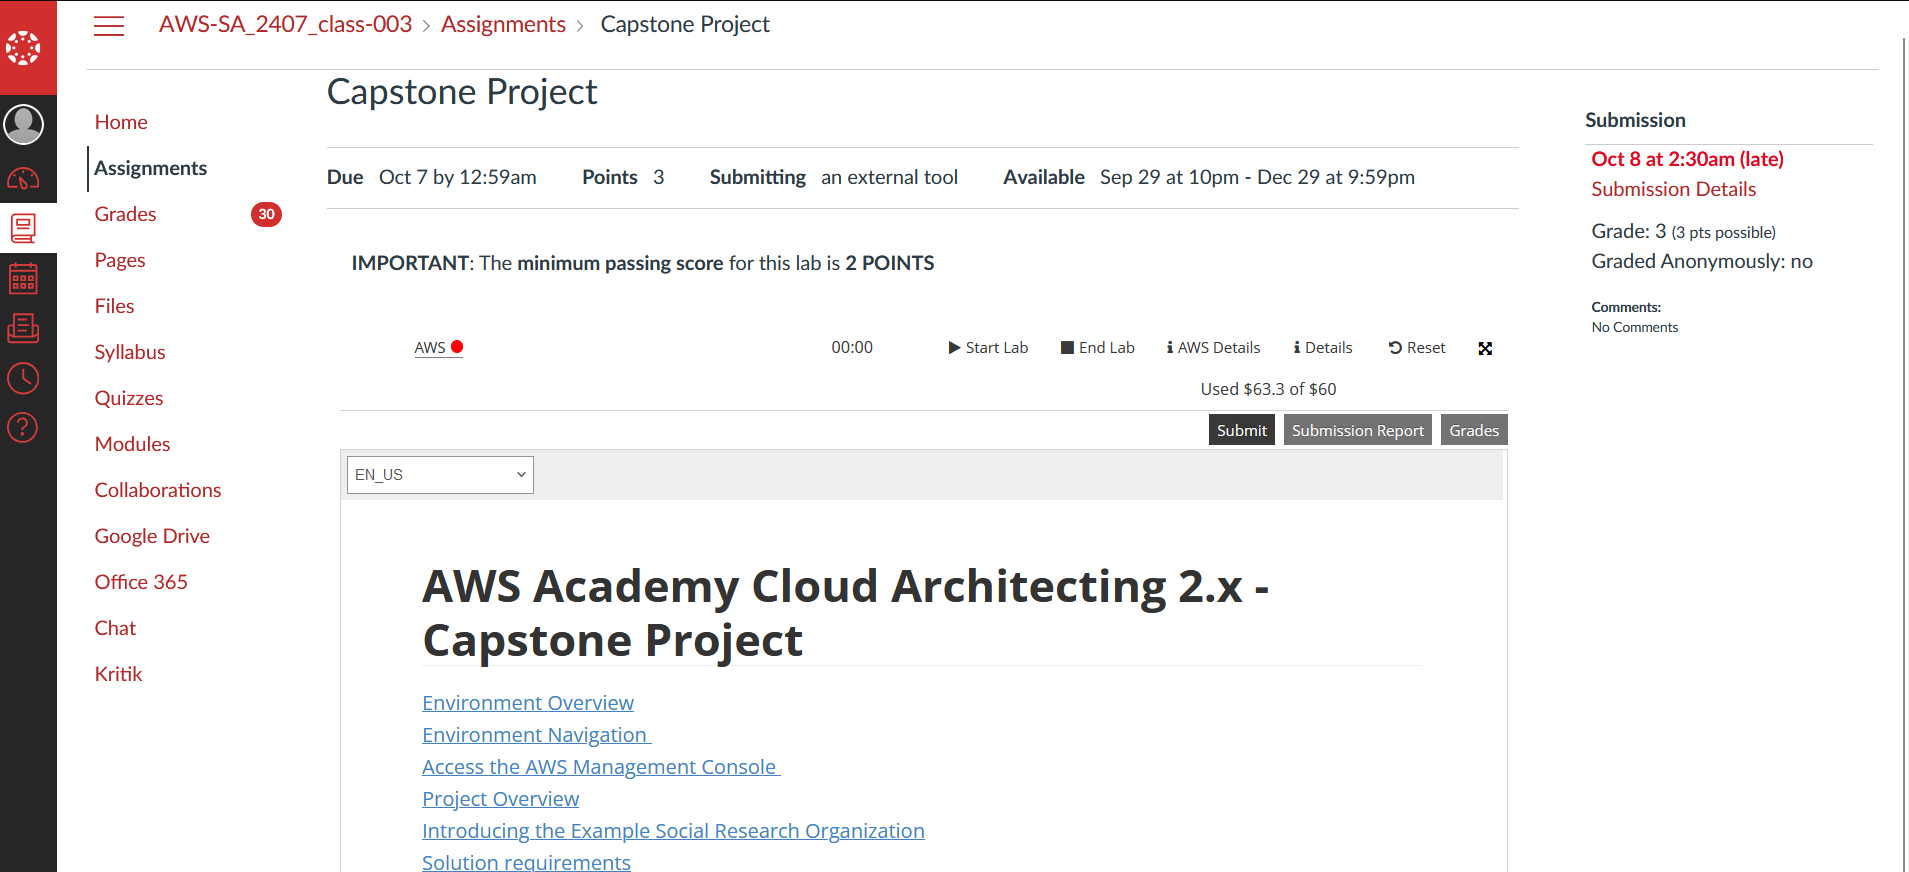 AWS-SA_2407_class-003 › Assignments › Capstone Project
Capstone Project
Home
Assignments
Grades 30
Pages
Files
Syllabus
Quizzes
Modules
Collaborations
Google Drive
Office 365
Chat
Kritik
Due Oct 7 by 12:59am Points 3 Submitting an external tool Available Sep 29 at 10pm - Dec 29 at 9:59pm
IMPORTANT: The minimum passing score for this lab is 2 POINTS
AWS 00:00 Start Lab End Lab AWS Details Details Reset
Used $63.3 of $60
Submit Submission Report Grades
EN_US
AWS Academy Cloud Architecting 2.x -
Capstone Project
Environment Overview
Environment Navigation
Access the AWS Management Console
Project Overview
Introducing the Example Social Research Organization
Solution requirements
Submission
Oct 8 at 2:30am (late)
Submission Details
Grade: 3 (3 pts possible)
Graded Anonymously: no
Comments:
No Comments